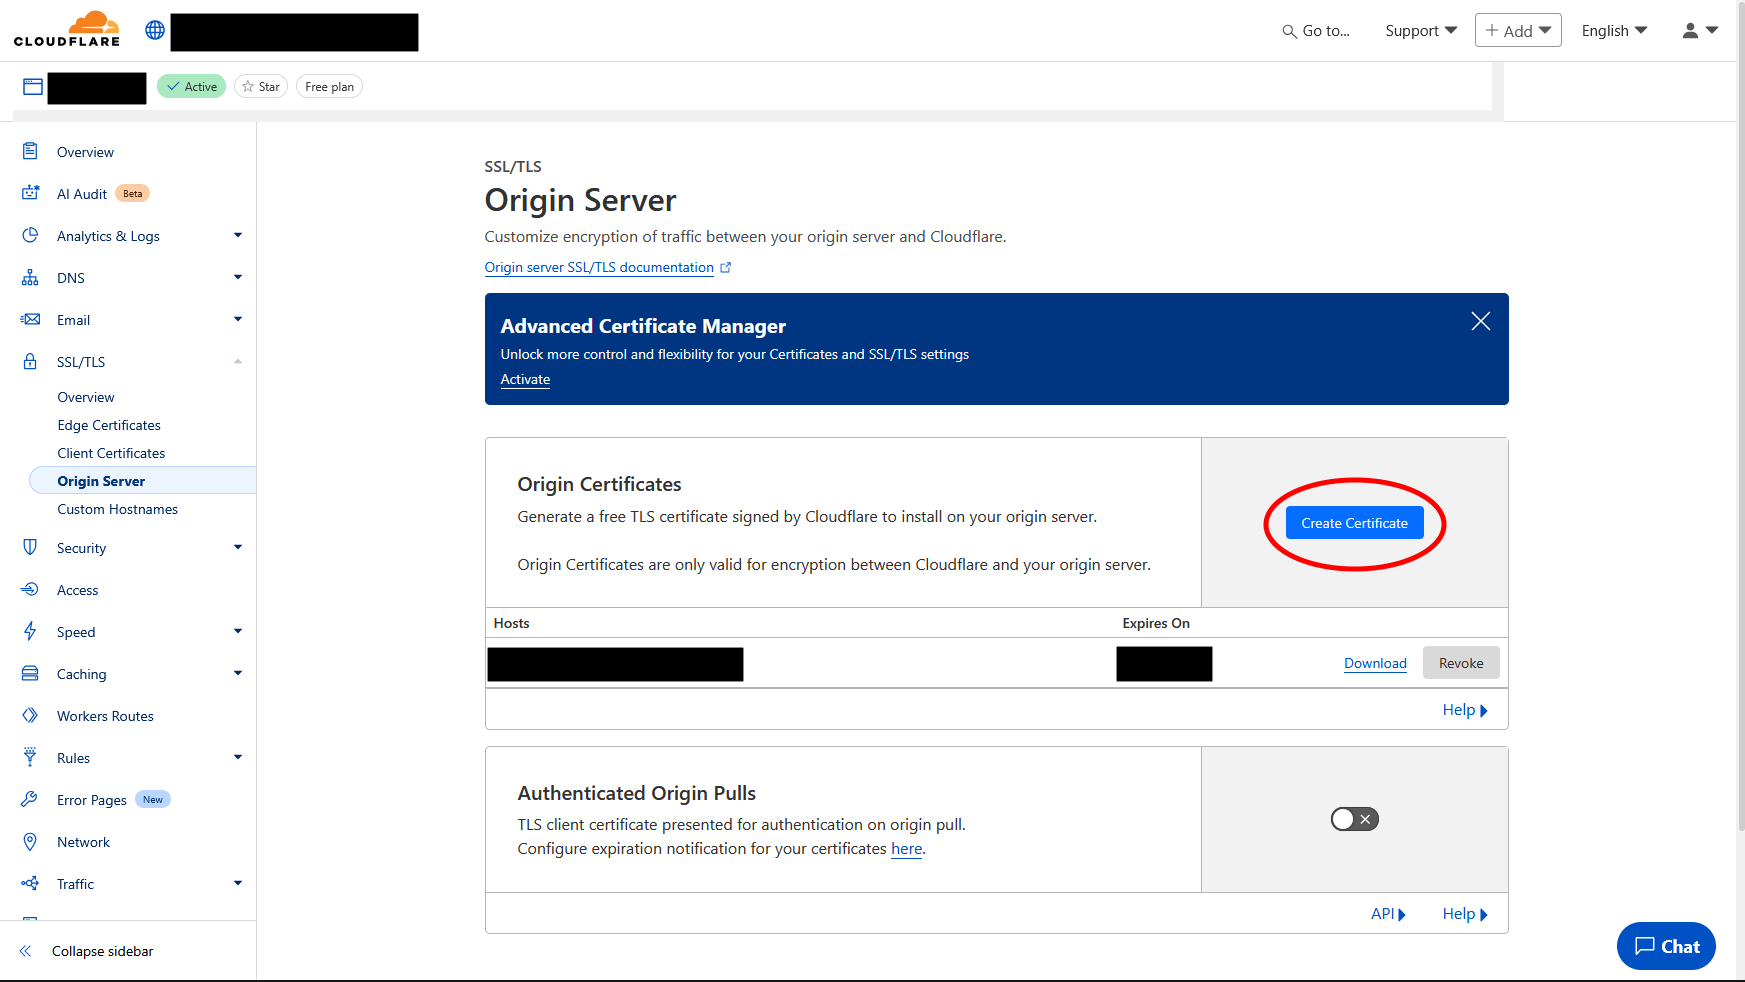 CLOUDFLARE
Go to...
Support
+ Add
English
Active
Star
Free plan
Overview
AI Audit Beta
Analytics & Logs
DNS
Email
SSL/TLS
Overview
Edge Certificates
Client Certificates
Origin Server
Custom Hostnames
Security
Access
Speed
Caching
Workers Routes
Rules
Error Pages New
Network
Traffic
Collapse sidebar
SSL/TLS
Origin Server
Customize encryption of traffic between your origin server and Cloudflare.
Origin server SSL/TLS documentation
Advanced Certificate Manager
Unlock more control and flexibility for your Certificates and SSL/TLS settings
Activate
Origin Certificates
Generate a free TLS certificate signed by Cloudflare to install on your origin server.
Origin Certificates are only valid for encryption between Cloudflare and your origin server.
Create Certificate
Hosts Expires On
Download Revoke
Help
Authenticated Origin Pulls
TLS client certificate presented for authentication on origin pull.
Configure expiration notification for your certificates here.
API Help
Chat